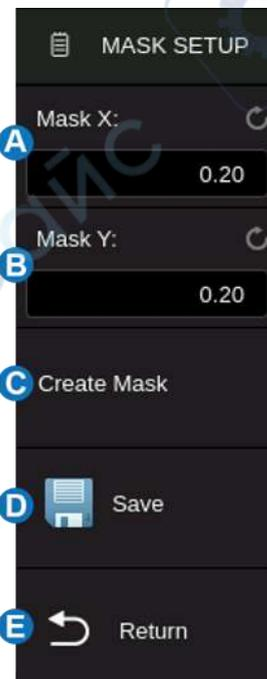 MASK SETUP
Mask X:
A
0.20
Mask Y:
B
0.20
C Create Mask
D Save
E Return